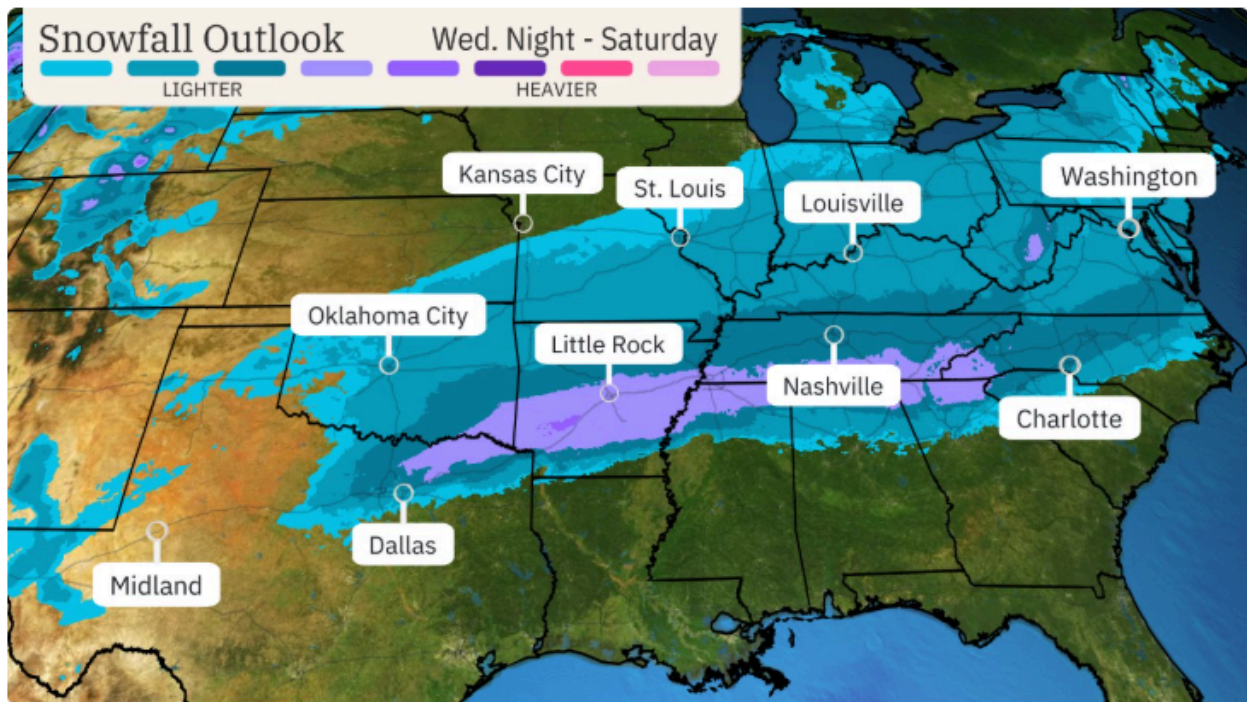 Snowfall Outlook
Wed. Night - Saturday
LIGHTER
HEAVIER
Kansas City
St. Louis
Washington
Louisville
Oklahoma City
Little Rock
Nashville
Charlotte
Dallas
Midland